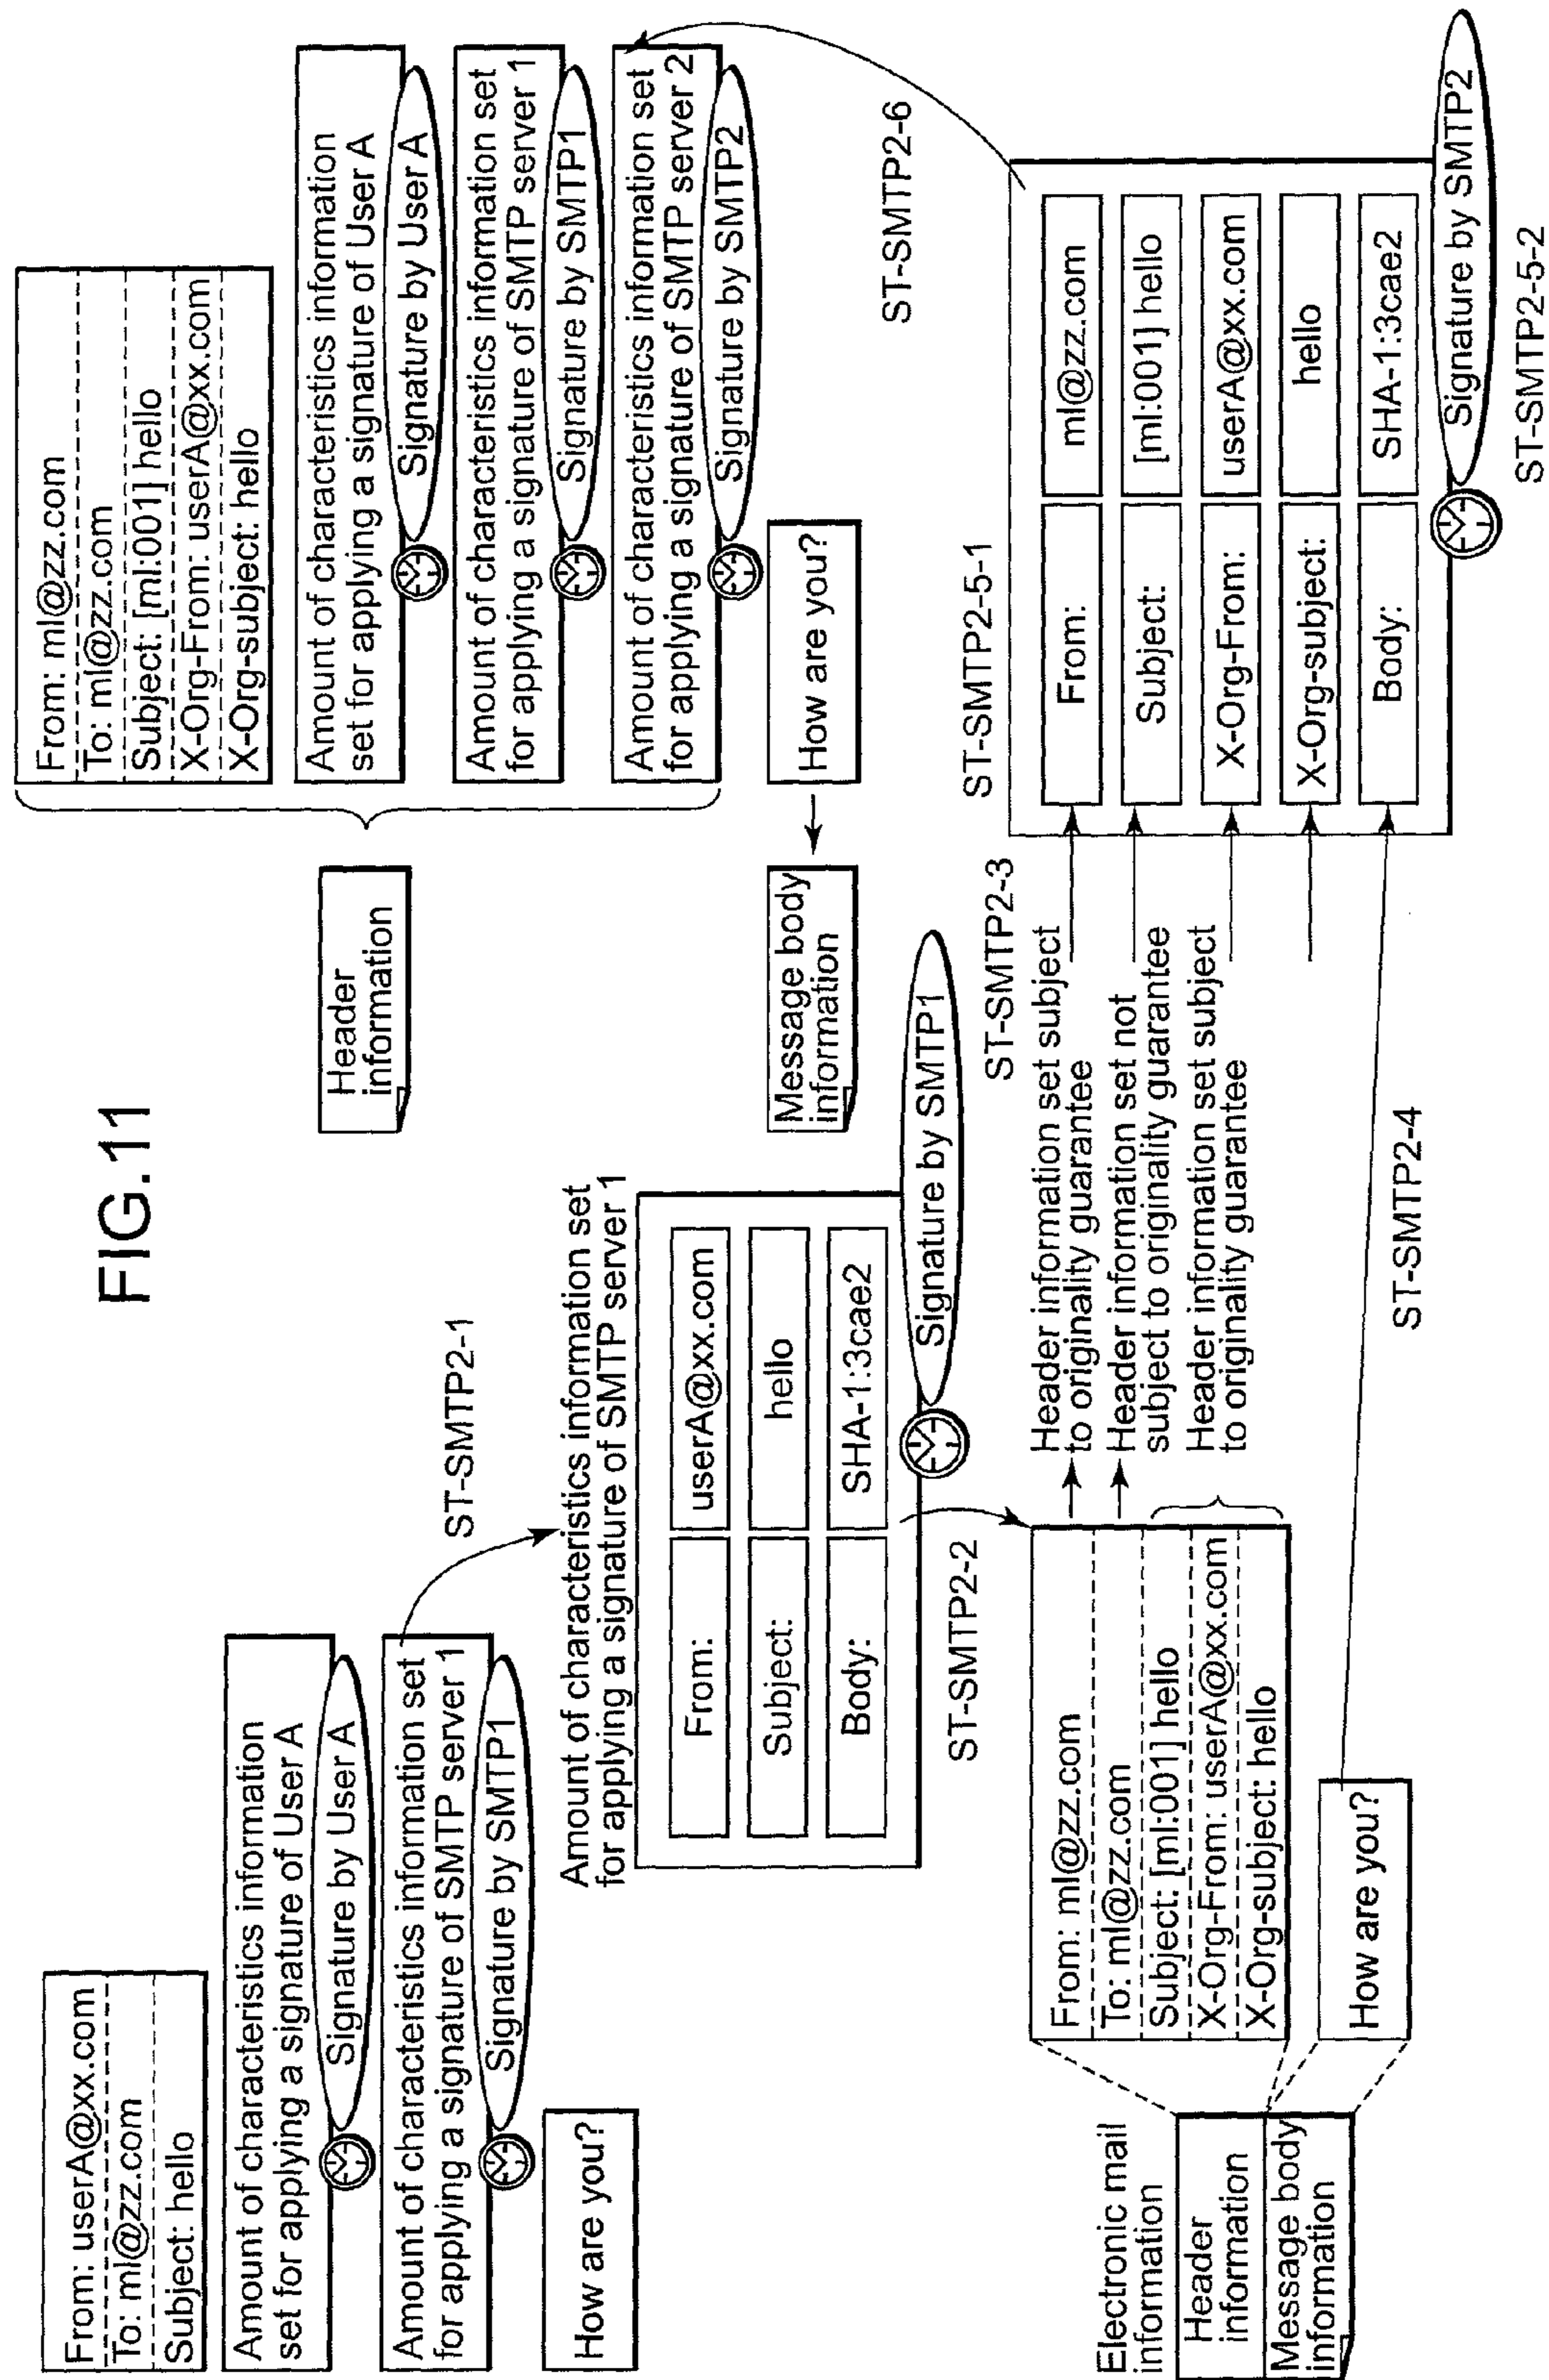 FIG.11
From: userA@xx.com
To: ml@zz.com
Subject: hello
Amount of characteristics information
set for applying a signature of User A
Signature by User A
Amount of characteristics information set
for applying a signature of SMTP server 1
Signature by SMTP1
How are you?
ST-SMTP2-1
Amount of characteristics information set
for applying a signature of SMTP server 1
From:
userA@xx.com
Subject:
hello
Body:
SHA-1:3cae2
Signature by SMTP1
ST-SMTP2-2
Electronic mail
information
Header
information
Message body
information
From: ml@zz.com
To: ml@zz.com
Subject: [ml:001] hello
X-Org-From: userA@xx.com
X-Org-subject: hello
How are you?
Header information set subject
to originality guarantee
Header information set not
subject to originality guarantee
Header information set subject
to originality guarantee
ST-SMTP2-3
ST-SMTP2-4
ST-SMTP2-5-1
From:
ml@zz.com
Subject:
[ml:001] hello
X-Org-From:
userA@xx.com
X-Org-subject:
hello
Body:
SHA-1:3cae2
Signature by SMTP2
ST-SMTP2-5-2
ST-SMTP2-6
Header
information
From: ml@zz.com
To: ml@zz.com
Subject: [ml:001] hello
X-Org-From: userA@xx.com
X-Org-subject: hello
Amount of characteristics information
set for applying a signature of User A
Signature by User A
Amount of characteristics information set
for applying a signature of SMTP server 1
Signature by SMTP1
Amount of characteristics information set
for applying a signature of SMTP server 2
Signature by SMTP2
Message body
information
How are you?